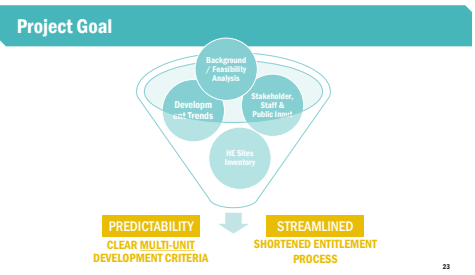 Project Goal
Background
/ Feasibility
Analysis
Developm
ent Trends
Stakeholder,
Staff &
Public Input
HE Sites
Inventory
PREDICTABILITY
STREAMLINED
CLEAR MULTI-UNIT
DEVELOPMENT CRITERIA
SHORTENED ENTITLEMENT
PROCESS
23